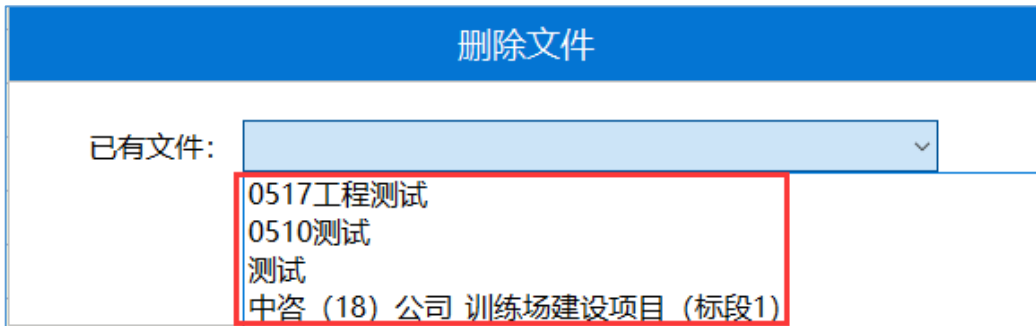 删除文件
已有文件：
0517工程测试
0510测试
测试
中咨（18）公司 训练场建设项目（标段1）